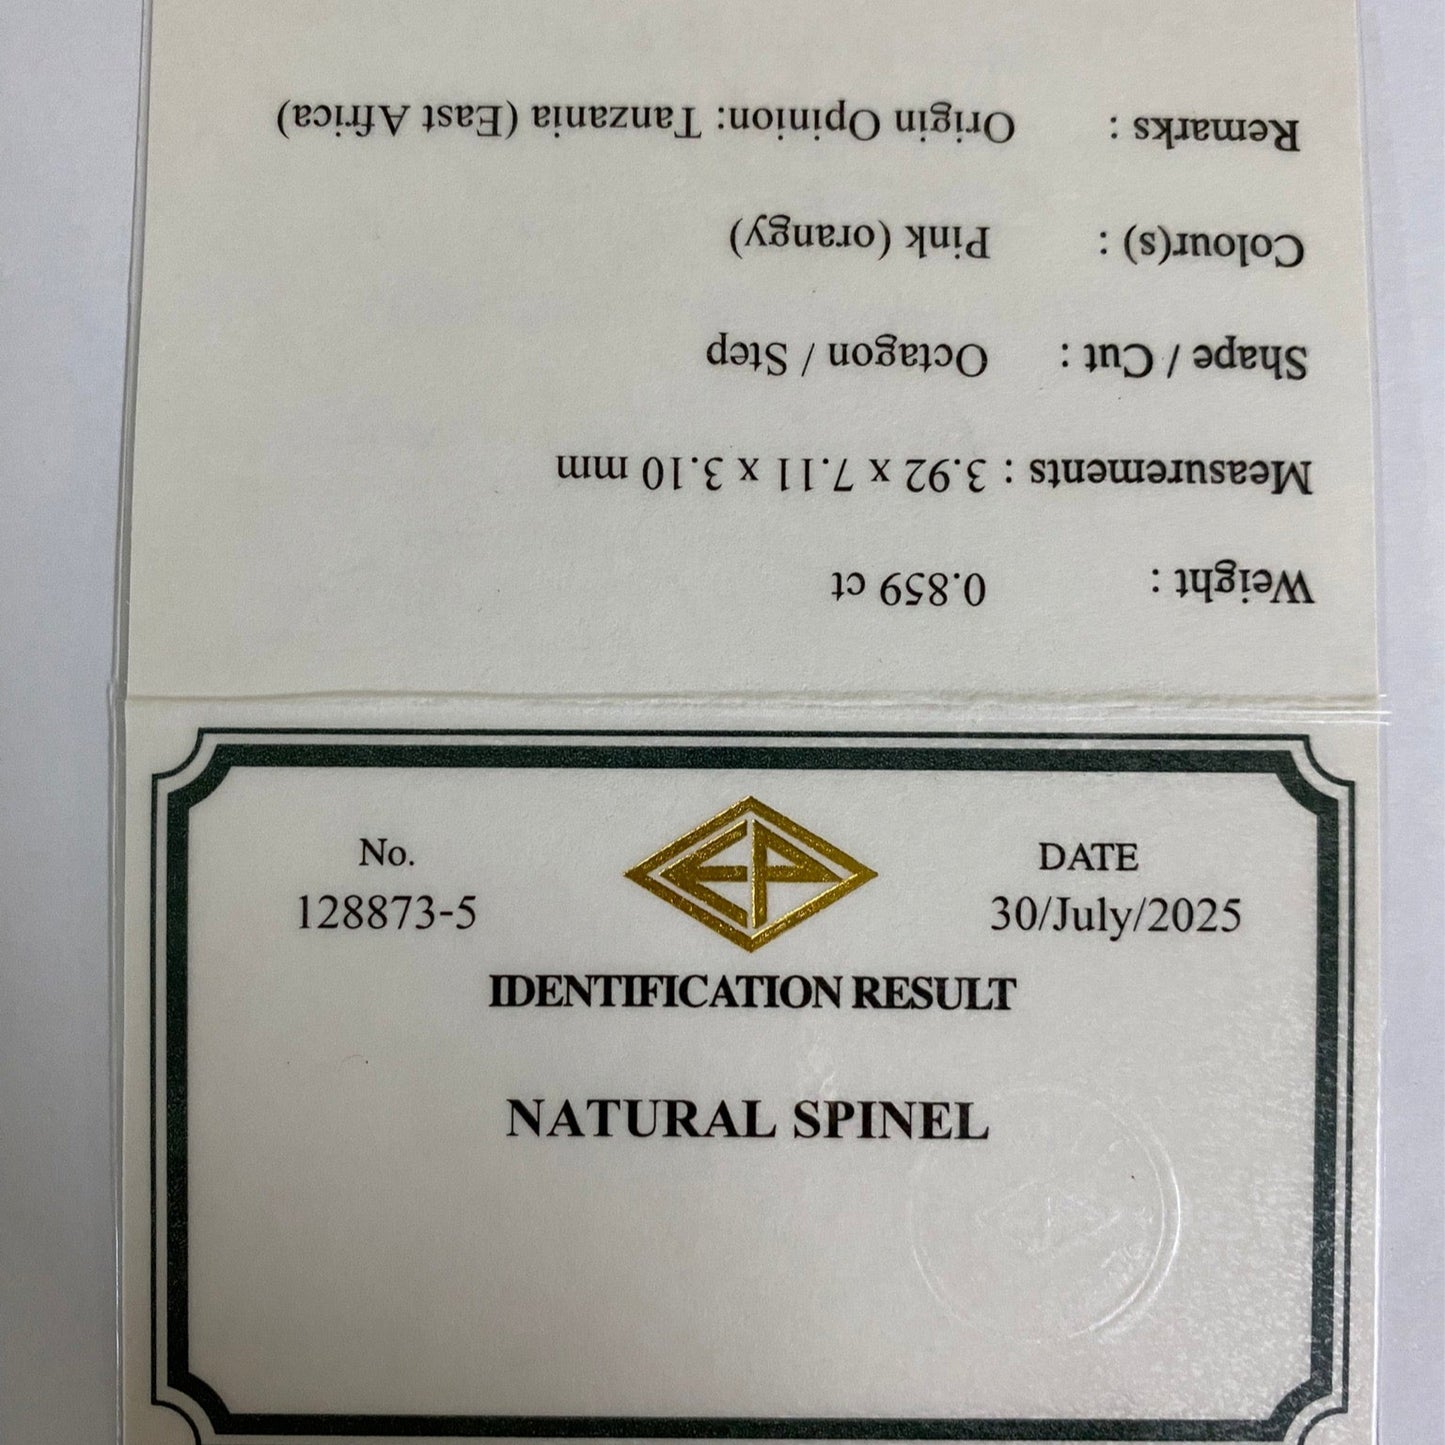 Weight : 0.859 ct
Measurements : 3.92 x 7.11 x 3.10 mm
Shape / Cut : Octagon / Step
Colour(s) : Pink (orangy)
Remarks : Origin Opinion: Tanzania (East Africa)
No. DATE
128873-5 30/July/2025
IDENTIFICATION RESULT
NATURAL SPINEL